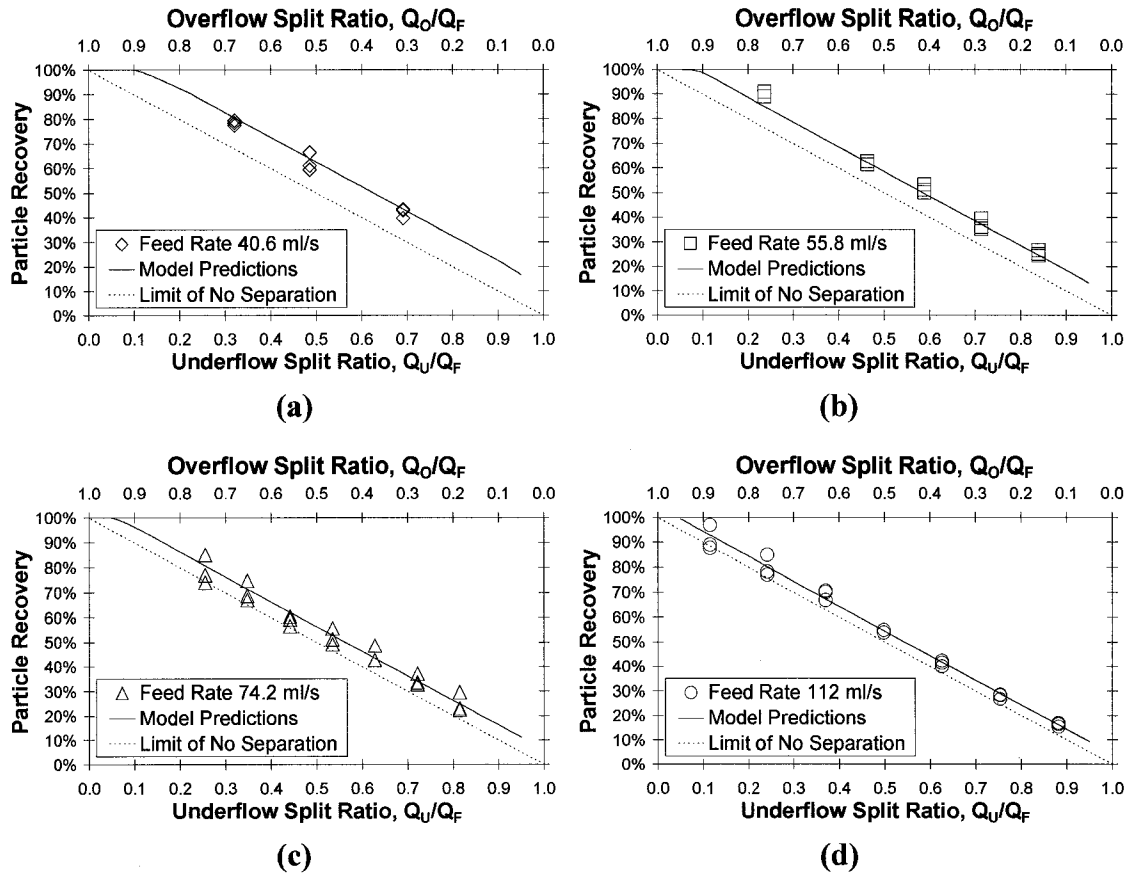 Overflow Split Ratio, QO/QF
1.0 0.9 0.8 0.7 0.6 0.5 0.4 0.3 0.2 0.1 0.0
Particle Recovery
100%
90%
80%
70%
60%
50%
40%
30%
20%
10%
0%
Feed Rate 40.6 ml/s
Model Predictions
Limit of No Separation
0.0 0.1 0.2 0.3 0.4 0.5 0.6 0.7 0.8 0.9 1.0
Underflow Split Ratio, QU/QF
(a)
Overflow Split Ratio, QO/QF
1.0 0.9 0.8 0.7 0.6 0.5 0.4 0.3 0.2 0.1 0.0
Particle Recovery
100%
90%
80%
70%
60%
50%
40%
30%
20%
10%
0%
Feed Rate 55.8 ml/s
Model Predictions
Limit of No Separation
0.0 0.1 0.2 0.3 0.4 0.5 0.6 0.7 0.8 0.9 1.0
Underflow Split Ratio, QU/QF
(b)
Overflow Split Ratio, QO/QF
1.0 0.9 0.8 0.7 0.6 0.5 0.4 0.3 0.2 0.1 0.0
Particle Recovery
100%
90%
80%
70%
60%
50%
40%
30%
20%
10%
0%
Feed Rate 74.2 ml/s
Model Predictions
Limit of No Separation
0.0 0.1 0.2 0.3 0.4 0.5 0.6 0.7 0.8 0.9 1.0
Underflow Split Ratio, QU/QF
(c)
Overflow Split Ratio, QO/QF
1.0 0.9 0.8 0.7 0.6 0.5 0.4 0.3 0.2 0.1 0.0
Particle Recovery
100%
90%
80%
70%
60%
50%
40%
30%
20%
10%
0%
Feed Rate 112 ml/s
Model Predictions
Limit of No Separation
0.0 0.1 0.2 0.3 0.4 0.5 0.6 0.7 0.8 0.9 1.0
Underflow Split Ratio, QU/QF
(d)